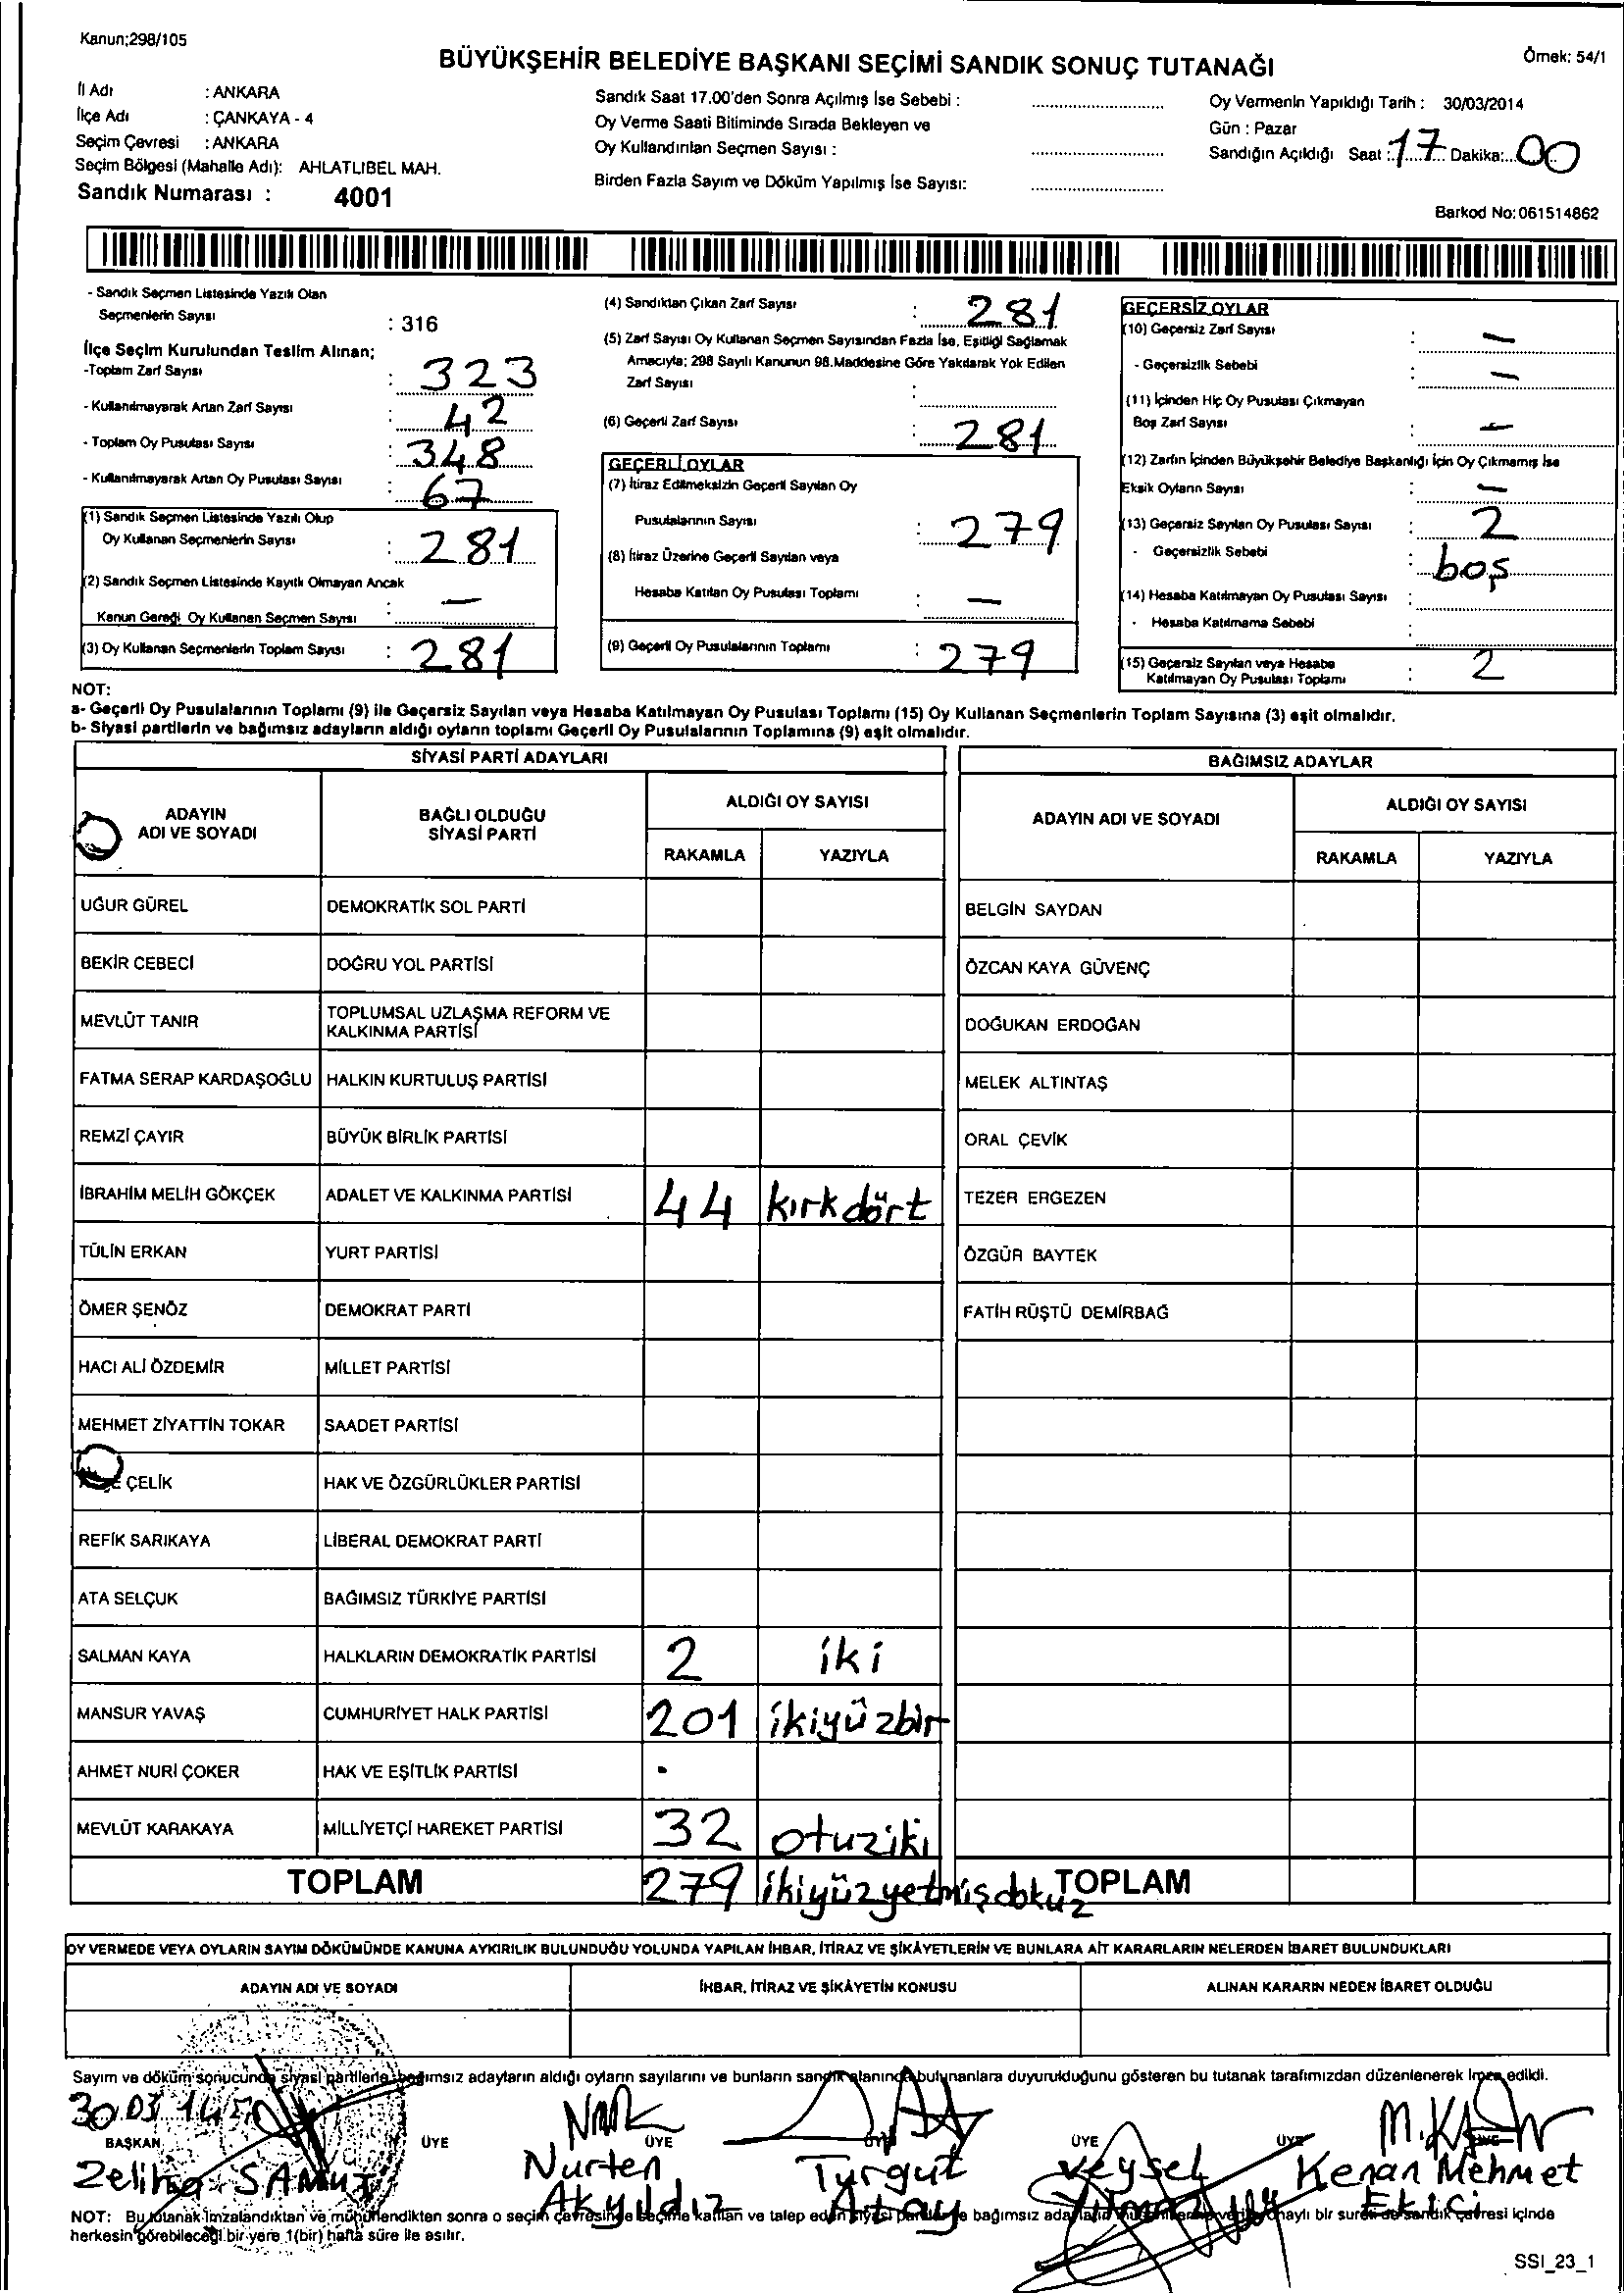 Kanun;298/105
BÜYÜKŞEHİR BELEDİYE BAŞKANI SEÇİMİ SANDIK SONUÇ TUTANAĞI
Örnek: 54/1
İl Adı : ANKARA
İlçe Adı : ÇANKAYA - 4
Seçim Çevresi : ANKARA
Seçim Bölgesi (Mahalle Adı): AHLATLIBEL MAH.
Sandık Numarası : 4001
Sandık Saat 17.00'den Sonra Açılmış İse Sebebi :
Oy Verme Saati Bitiminde Sırada Bekleyen ve
Oy Kullandırılan Seçmen Sayısı :
Birden Fazla Sayım ve Döküm Yapılmış İse Sayısı:
Oy Vermenin Yapıldığı Tarih : 30/03/2014
Gün : Pazar
Sandığın Açıldığı Saat : 17 Dakika: 00
Barkod No: 061514862
- Sandık Seçmen Listesinde Yazılı Olan
Seçmenlerin Sayısı : 316
İlçe Seçim Kurulundan Teslim Alınan;
-Toplam Zarf Sayısı : 323
- Kullanılmayarak Artan Zarf Sayısı : 42
- Toplam Oy Pusulası Sayısı : 348
- Kullanılmayarak Artan Oy Pusulası Sayısı : 67
(1) Sandık Seçmen Listesinde Yazılı Olup
Oy Kullanan Seçmenlerin Sayısı : 281
(2) Sandık Seçmen Listesinde Kayıtlı Olmayan Ancak
Kanun Gereği Oy Kullanan Seçmen Sayısı : —
(3) Oy Kullanan Seçmenlerin Toplam Sayısı : 281
(4) Sandıktan Çıkan Zarf Sayısı : 281
(5) Zarf Sayısı Oy Kullanan Seçmen Sayısından Fazla İse, Eşitliği Sağlamak
Amacıyla; 298 Sayılı Kanunun 98.Maddesine Göre Yakılarak Yok Edilen
Zarf Sayısı :
(6) Geçerli Zarf Sayısı : 281
GEÇERLİ OYLAR
(7) İtiraz Edilmeksizin Geçerli Sayılan Oy
Pusulalarının Sayısı : 279
(8) İtiraz Üzerine Geçerli Sayılan veya
Hesaba Katılan Oy Pusulası Toplamı : —
(9) Geçerli Oy Pusulalarının Toplamı : 279
GEÇERSİZ OYLAR
(10) Geçersiz Zarf Sayısı : —
- Geçersizlik Sebebi : —
(11) İçinden Hiç Oy Pusulası Çıkmayan
Boş Zarf Sayısı : —
(12) Zarfın İçinden Büyükşehir Belediye Başkanlığı İçin Oy Çıkmamış İse
Eksik Oyların Sayısı : —
(13) Geçersiz Sayılan Oy Pusulası Sayısı : 2
- Geçersizlik Sebebi : boş
(14) Hesaba Katılmayan Oy Pusulası Sayısı :
- Hesaba Katılmama Sebebi :
(15) Geçersiz Sayılan veya Hesaba
Katılmayan Oy Pusulası Toplamı : 2
NOT:
a- Geçerli Oy Pusulalarının Toplamı (9) ile Geçersiz Sayılan veya Hesaba Katılmayan Oy Pusulası Toplamı (15) Oy Kullanan Seçmenlerin Toplam Sayısına (3) eşit olmalıdır.
b- Siyasi partilerin ve bağımsız adayların aldığı oyların toplamı Geçerli Oy Pusulalarının Toplamına (9) eşit olmalıdır.
SİYASİ PARTİ ADAYLARI
ADAYIN ADI VE SOYADI
BAĞLI OLDUĞU SİYASİ PARTİ
ALDIĞI OY SAYISI
RAKAMLA YAZIYLA
UĞUR GÜREL DEMOKRATİK SOL PARTİ
BEKİR CEBECİ DOĞRU YOL PARTİSİ
MEVLÜT TANIR TOPLUMSAL UZLAŞMA REFORM VE KALKINMA PARTİSİ
FATMA SERAP KARDAŞOĞLU HALKIN KURTULUŞ PARTİSİ
REMZİ ÇAYIR BÜYÜK BİRLİK PARTİSİ
İBRAHİM MELİH GÖKÇEK ADALET VE KALKINMA PARTİSİ 44 kırkdört
TÜLİN ERKAN YURT PARTİSİ
ÖMER ŞENÖZ DEMOKRAT PARTİ
HACI ALİ ÖZDEMİR MİLLET PARTİSİ
MEHMET ZİYATTİN TOKAR SAADET PARTİSİ
ÇELİK HAK VE ÖZGÜRLÜKLER PARTİSİ
REFİK SARIKAYA LİBERAL DEMOKRAT PARTİ
ATA SELÇUK BAĞIMSIZ TÜRKİYE PARTİSİ
SALMAN KAYA HALKLARIN DEMOKRATİK PARTİSİ 2 iki
MANSUR YAVAŞ CUMHURİYET HALK PARTİSİ 201 ikiyüzbir
AHMET NURİ ÇOKER HAK VE EŞİTLİK PARTİSİ
MEVLÜT KARAKAYA MİLLİYETÇİ HAREKET PARTİSİ 32 otuziki
TOPLAM 279 ikiyüzyetmişdokuz
BAĞIMSIZ ADAYLAR
ADAYIN ADI VE SOYADI
ALDIĞI OY SAYISI
RAKAMLA YAZIYLA
BELGİN SAYDAN
ÖZCAN KAYA GÜVENÇ
DOĞUKAN ERDOĞAN
MELEK ALTINTAŞ
ORAL ÇEVİK
TEZER ERGEZEN
ÖZGÜR BAYTEK
FATİH RÜŞTÜ DEMİRBAĞ
TOPLAM
OY VERMEDE VEYA OYLARIN SAYIM DÖKÜMÜNDE KANUNA AYKIRILIK BULUNDUĞU YOLUNDA YAPILAN İHBAR, İTİRAZ VE ŞİKÂYETLERİN VE BUNLARA AİT KARARLARIN NELERDEN İBARET BULUNDUKLARI
ADAYIN ADI VE SOYADI
İHBAR, İTİRAZ VE ŞİKÂYETİN KONUSU
ALINAN KARARIN NEDEN İBARET OLDUĞU
Sayım ve döküm sonucunda siyasi partilerle bağımsız adayların aldığı oyların sayılarını ve bunların sandık alanında bulunanlara duyurulduğunu gösteren bu tutanak tarafımızdan düzenlenerek imza edildi.
30.03.14
BAŞKAN ÜYE ÜYE ÜYE ÜYE ÜYE ÜYE
Zeliha
Nurten Akyıldız
Turgut Atay
Veysel
Kenan Mehmet Ekici
NOT: Bu tutanak imzalandıktan ve mühürlendikten sonra o seçim çevresinde seçime katılan ve talep eden siyasi partilerle bağımsız adaylara onaylı bir sureti de sandık çevresi içinde
herkesin görebileceği bir yere 1(bir) hafta süre ile asılır.
SSI_23_1